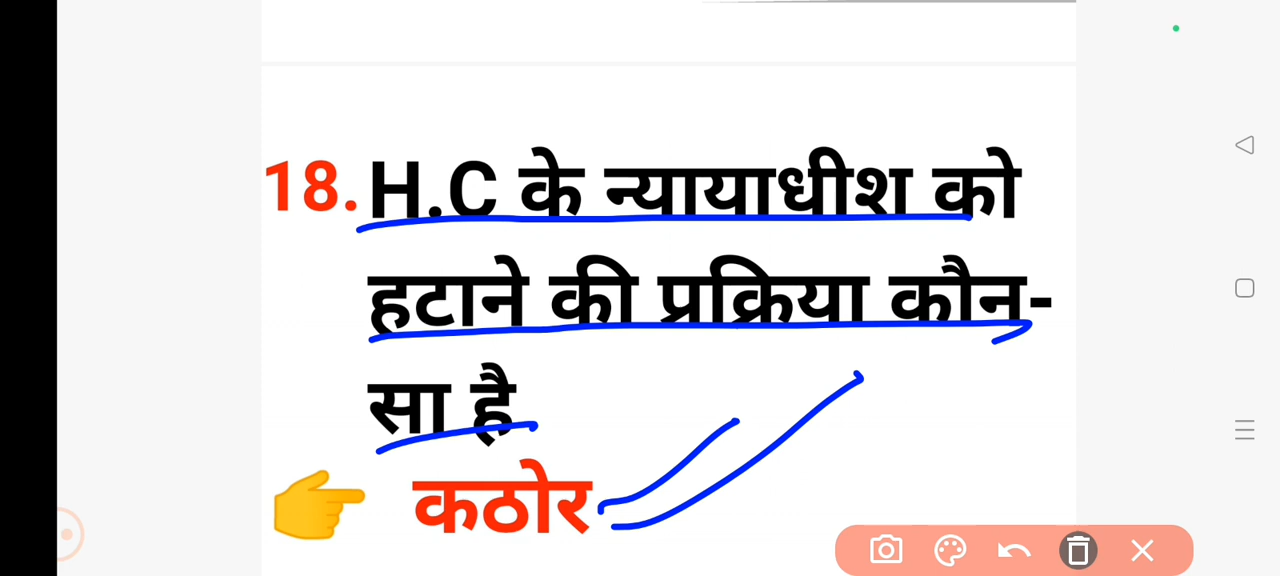 18. H.C के न्यायाधीश को
हटाने की प्रक्रिया कौन-
सा है
👉 कठोर